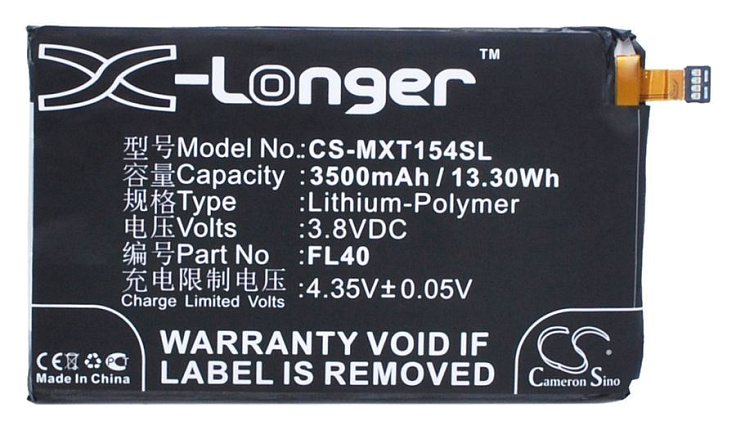 X-Longer™
型号Model No.:CS-MXT154SL
容量Capacity :3500mAh / 13.30Wh
规格Type :Lithium-Polymer
电压Volts :3.8VDC
编号Part No :FL40
充电限制电压
Charge Limited Volts :4.35V±0.05V
WARRANTY VOID IF
LABEL IS REMOVED
CE PCT
Made In China
CS
Cameron Sino